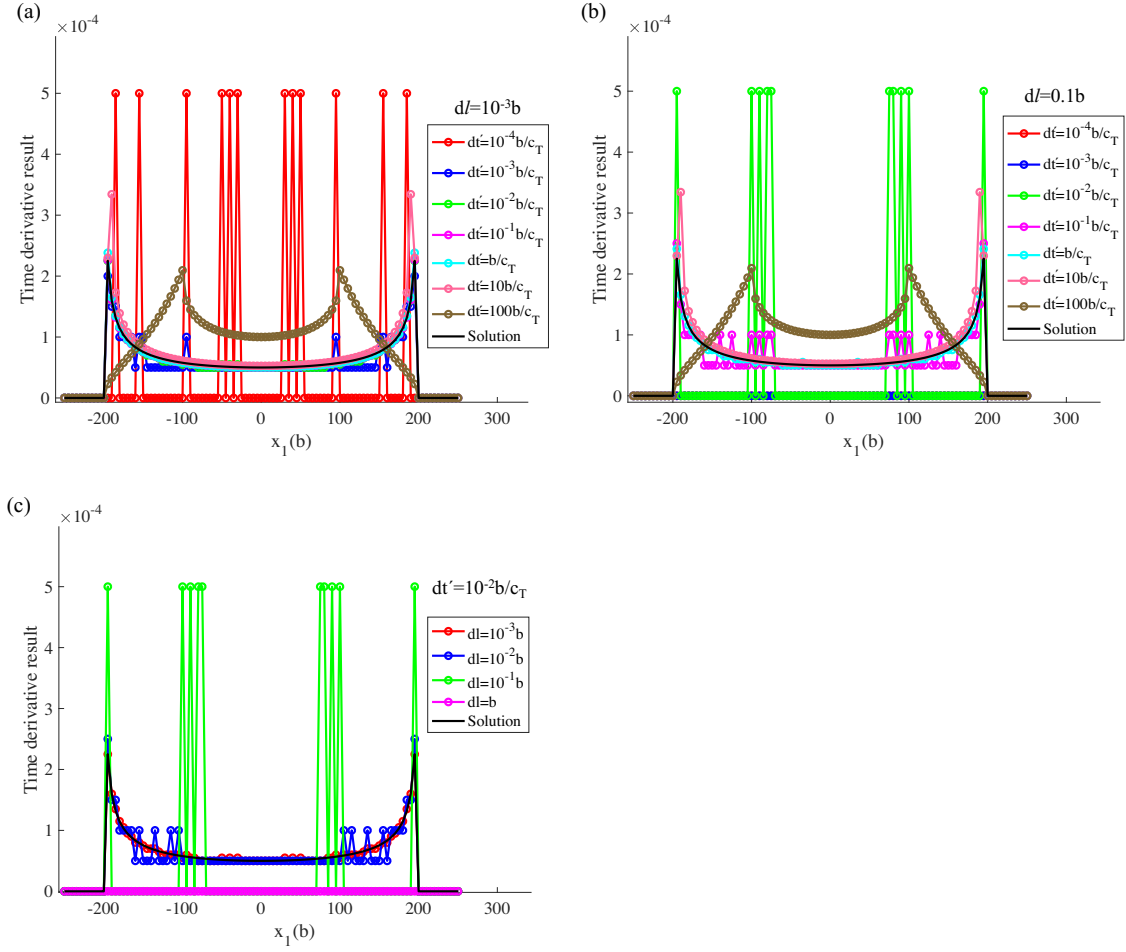 (a)
×10⁻⁴
5
4
3
2
1
0
-200 -100 0 100 200 300
x₁(b)
Time derivative result
dl=10⁻³b
dt′=10⁻⁴b/c_T
dt′=10⁻³b/c_T
dt′=10⁻²b/c_T
dt′=10⁻¹b/c_T
dt′=b/c_T
dt′=10b/c_T
dt′=100b/c_T
Solution
(b)
×10⁻⁴
5
4
3
2
1
0
-200 -100 0 100 200 300
x₁(b)
Time derivative result
dl=0.1b
dt′=10⁻⁴b/c_T
dt′=10⁻³b/c_T
dt′=10⁻²b/c_T
dt′=10⁻¹b/c_T
dt′=b/c_T
dt′=10b/c_T
dt′=100b/c_T
Solution
(c)
×10⁻⁴
5
4
3
2
1
0
-200 -100 0 100 200 300
x₁(b)
Time derivative result
dt′=10⁻²b/c_T
dl=10⁻³b
dl=10⁻²b
dl=10⁻¹b
dl=b
Solution